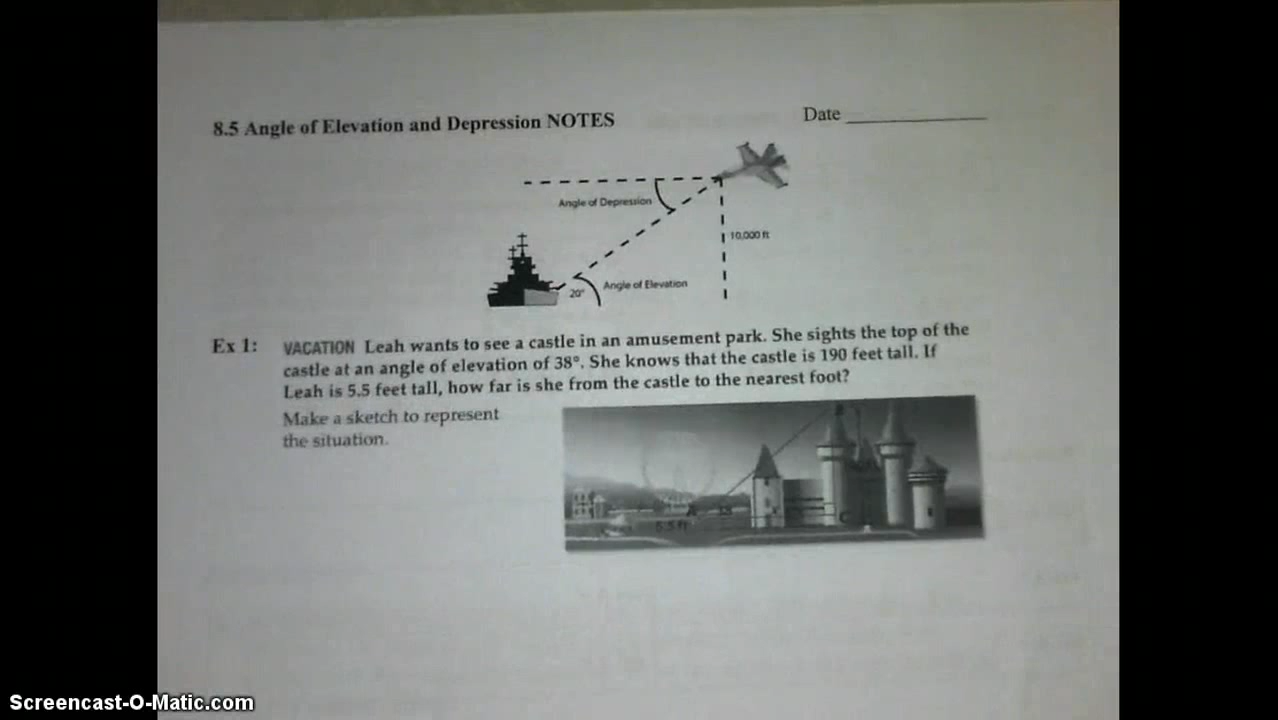 8.5 Angle of Elevation and Depression NOTES
Date
Angle of Depression
10,000 ft
Angle of Elevation
20°
Ex 1: VACATION Leah wants to see a castle in an amusement park. She sights the top of the
castle at an angle of elevation of 38°. She knows that the castle is 190 feet tall. If
Leah is 5.5 feet tall, how far is she from the castle to the nearest foot?
Make a sketch to represent
the situation.
A
C
5.5 ft
Screencast-O-Matic.com